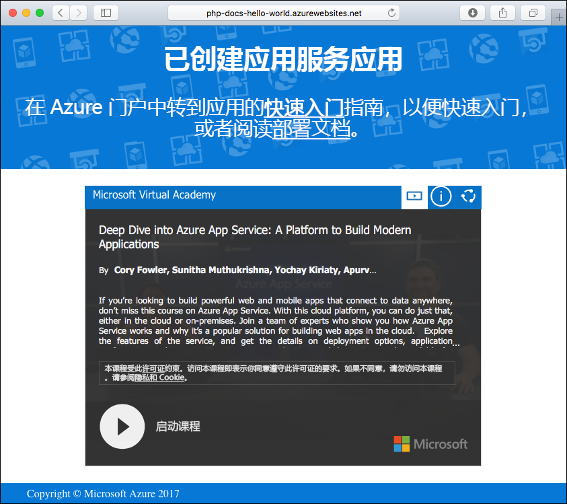 php-docs-hello-world.azurewebsites.net
已创建应用服务应用
在 Azure 门户中转到应用的快速入门指南，以便快速入门，
或者阅读部署文档。
Microsoft Virtual Academy
Deep Dive into Azure App Service: A Platform to Build Modern
Applications
By Cory Fowler, Sunitha Muthukrishna, Yochay Kiriaty, Apurv...
If you're looking to build powerful web and mobile apps that connect to data anywhere,
don't miss this course on Azure App Service. With this cloud platform, you can do just that,
either in the cloud or on-premises. Join a team of experts who show you how Azure App
Service works and why it's a popular solution for building web apps in the cloud. Explore
the features of the service, and get the details on deployment options, application...
本课程受此许可证约束。访问本课程即表示你同意遵守此许可证的要求。如果不同意，请勿访问本课程
。请参阅隐私和 Cookie。
启动课程
Microsoft
Copyright © Microsoft Azure 2017